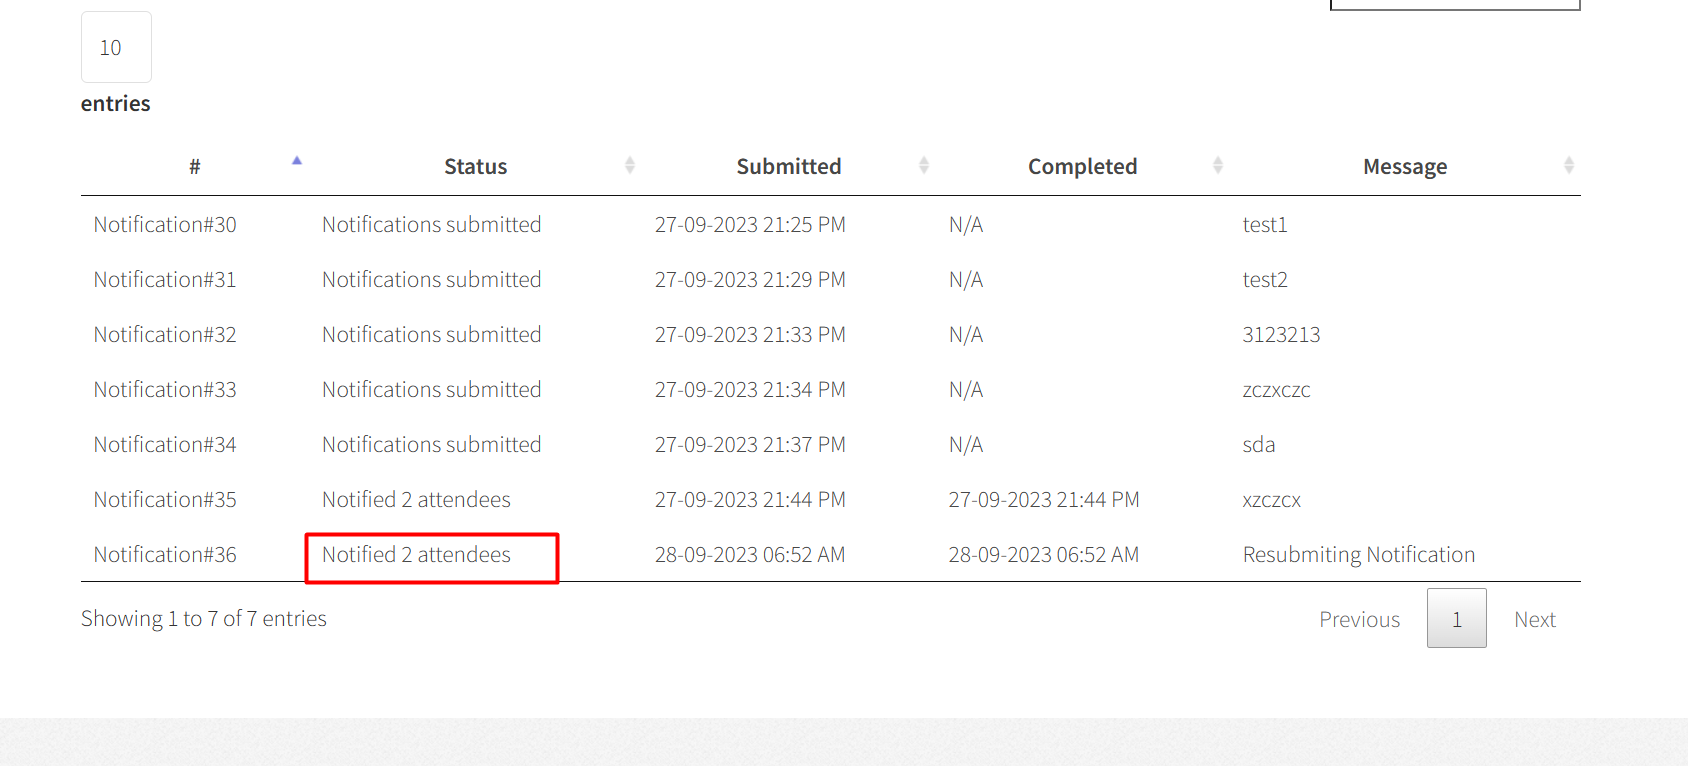 10
entries
# Status Submitted Completed Message
Notification#30 Notifications submitted 27-09-2023 21:25 PM N/A test1
Notification#31 Notifications submitted 27-09-2023 21:29 PM N/A test2
Notification#32 Notifications submitted 27-09-2023 21:33 PM N/A 3123213
Notification#33 Notifications submitted 27-09-2023 21:34 PM N/A zczxczc
Notification#34 Notifications submitted 27-09-2023 21:37 PM N/A sda
Notification#35 Notified 2 attendees 27-09-2023 21:44 PM 27-09-2023 21:44 PM xzczcx
Notification#36 Notified 2 attendees 28-09-2023 06:52 AM 28-09-2023 06:52 AM Resubmiting Notification
Showing 1 to 7 of 7 entries Previous 1 Next